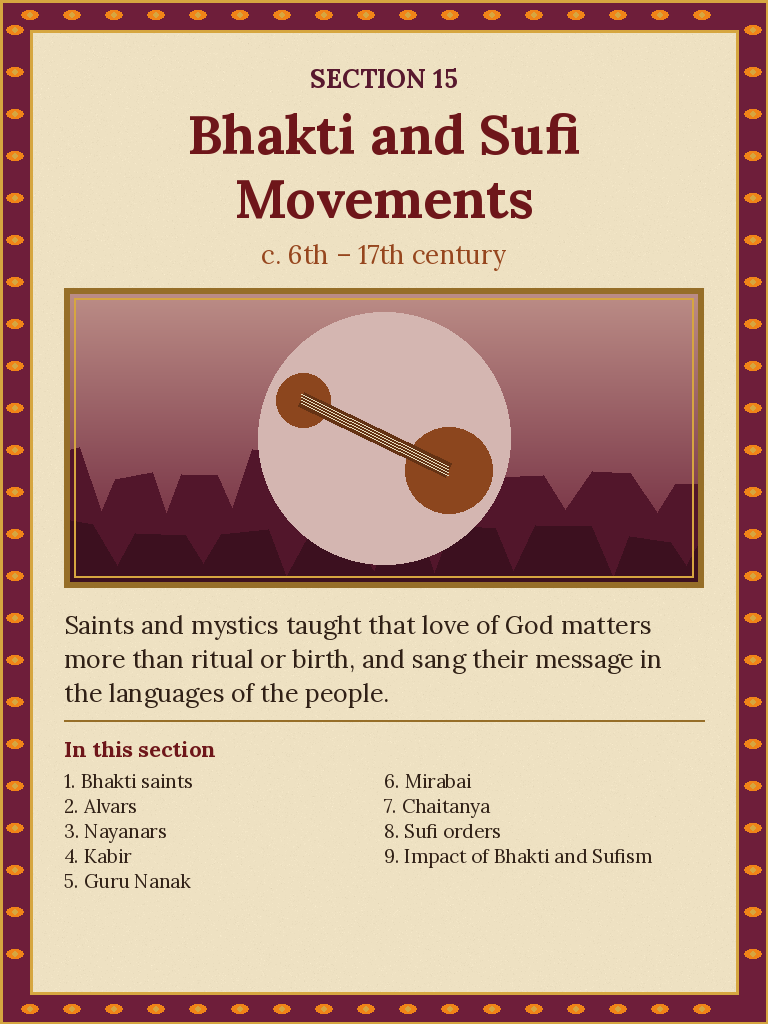 SECTION 15
Bhakti and Sufi
Movements
c. 6th – 17th century
Saints and mystics taught that love of God matters
more than ritual or birth, and sang their message in
the languages of the people.
In this section
1. Bhakti saints
2. Alvars
3. Nayanars
4. Kabir
5. Guru Nanak
6. Mirabai
7. Chaitanya
8. Sufi orders
9. Impact of Bhakti and Sufism